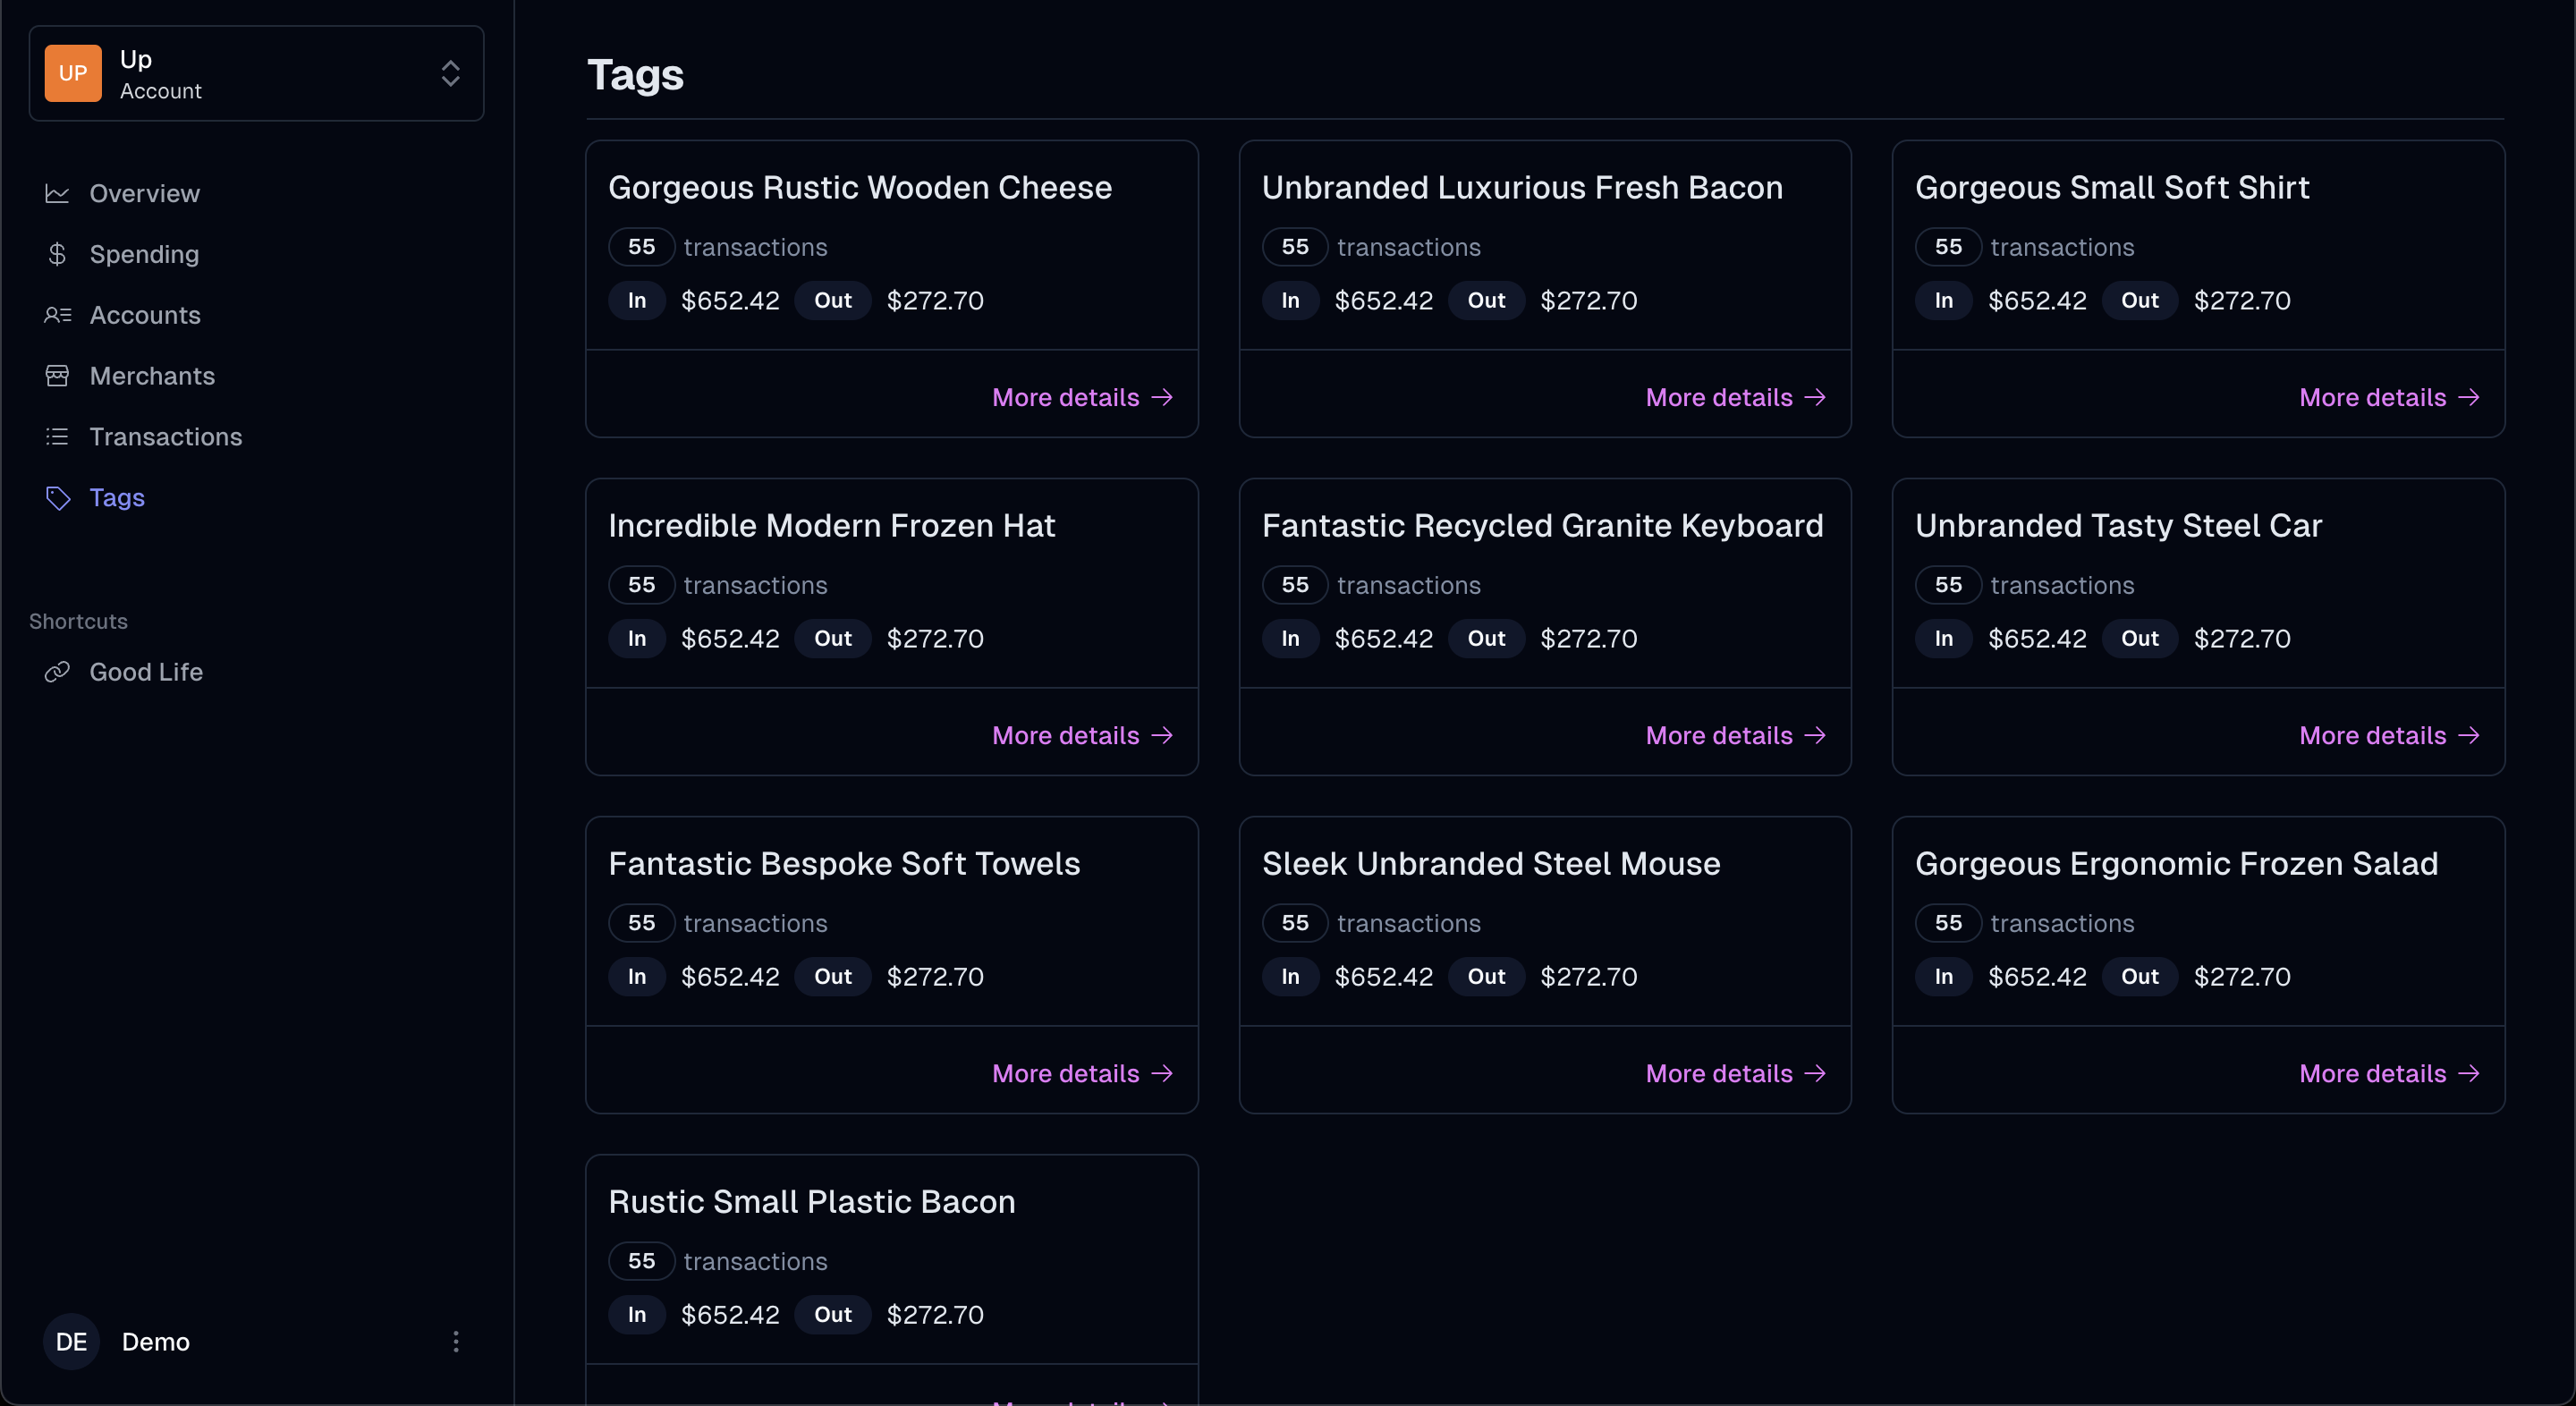 UP
Up
Account
Overview
Spending
Accounts
Merchants
Transactions
Tags
Shortcuts
Good Life
DE
Demo
Tags
Gorgeous Rustic Wooden Cheese
55 transactions
In $652.42 Out $272.70
More details →
Unbranded Luxurious Fresh Bacon
55 transactions
In $652.42 Out $272.70
More details →
Gorgeous Small Soft Shirt
55 transactions
In $652.42 Out $272.70
More details →
Incredible Modern Frozen Hat
55 transactions
In $652.42 Out $272.70
More details →
Fantastic Recycled Granite Keyboard
55 transactions
In $652.42 Out $272.70
More details →
Unbranded Tasty Steel Car
55 transactions
In $652.42 Out $272.70
More details →
Fantastic Bespoke Soft Towels
55 transactions
In $652.42 Out $272.70
More details →
Sleek Unbranded Steel Mouse
55 transactions
In $652.42 Out $272.70
More details →
Gorgeous Ergonomic Frozen Salad
55 transactions
In $652.42 Out $272.70
More details →
Rustic Small Plastic Bacon
55 transactions
In $652.42 Out $272.70